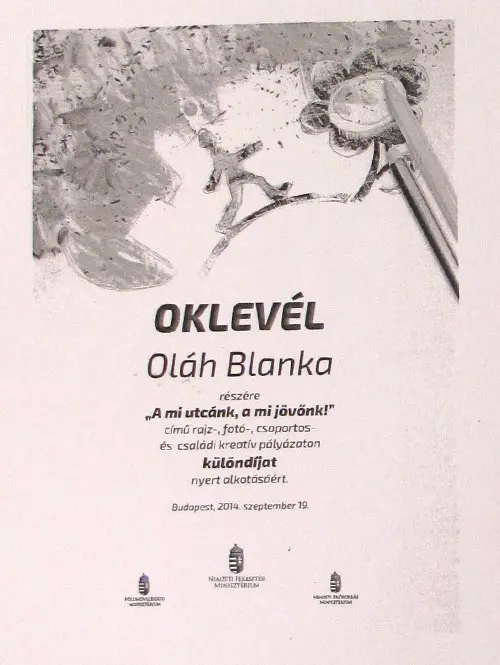 OKLEVÉL
Oláh Blanka
részére
„A mi utcánk, a mi jövőnk!”
című rajz-, fotó-, csoportos-
és családi kreatív pályázaton
különdíjat
nyert alkotásáért.
Budapest, 2014. szeptember 19.
NEMZETI FEJLESZTÉSI
MINISZTÉRIUM
FÖLDMŰVELÉSÜGYI
MINISZTÉRIUM
NEMZETI ERŐFORRÁS
MINISZTÉRIUM